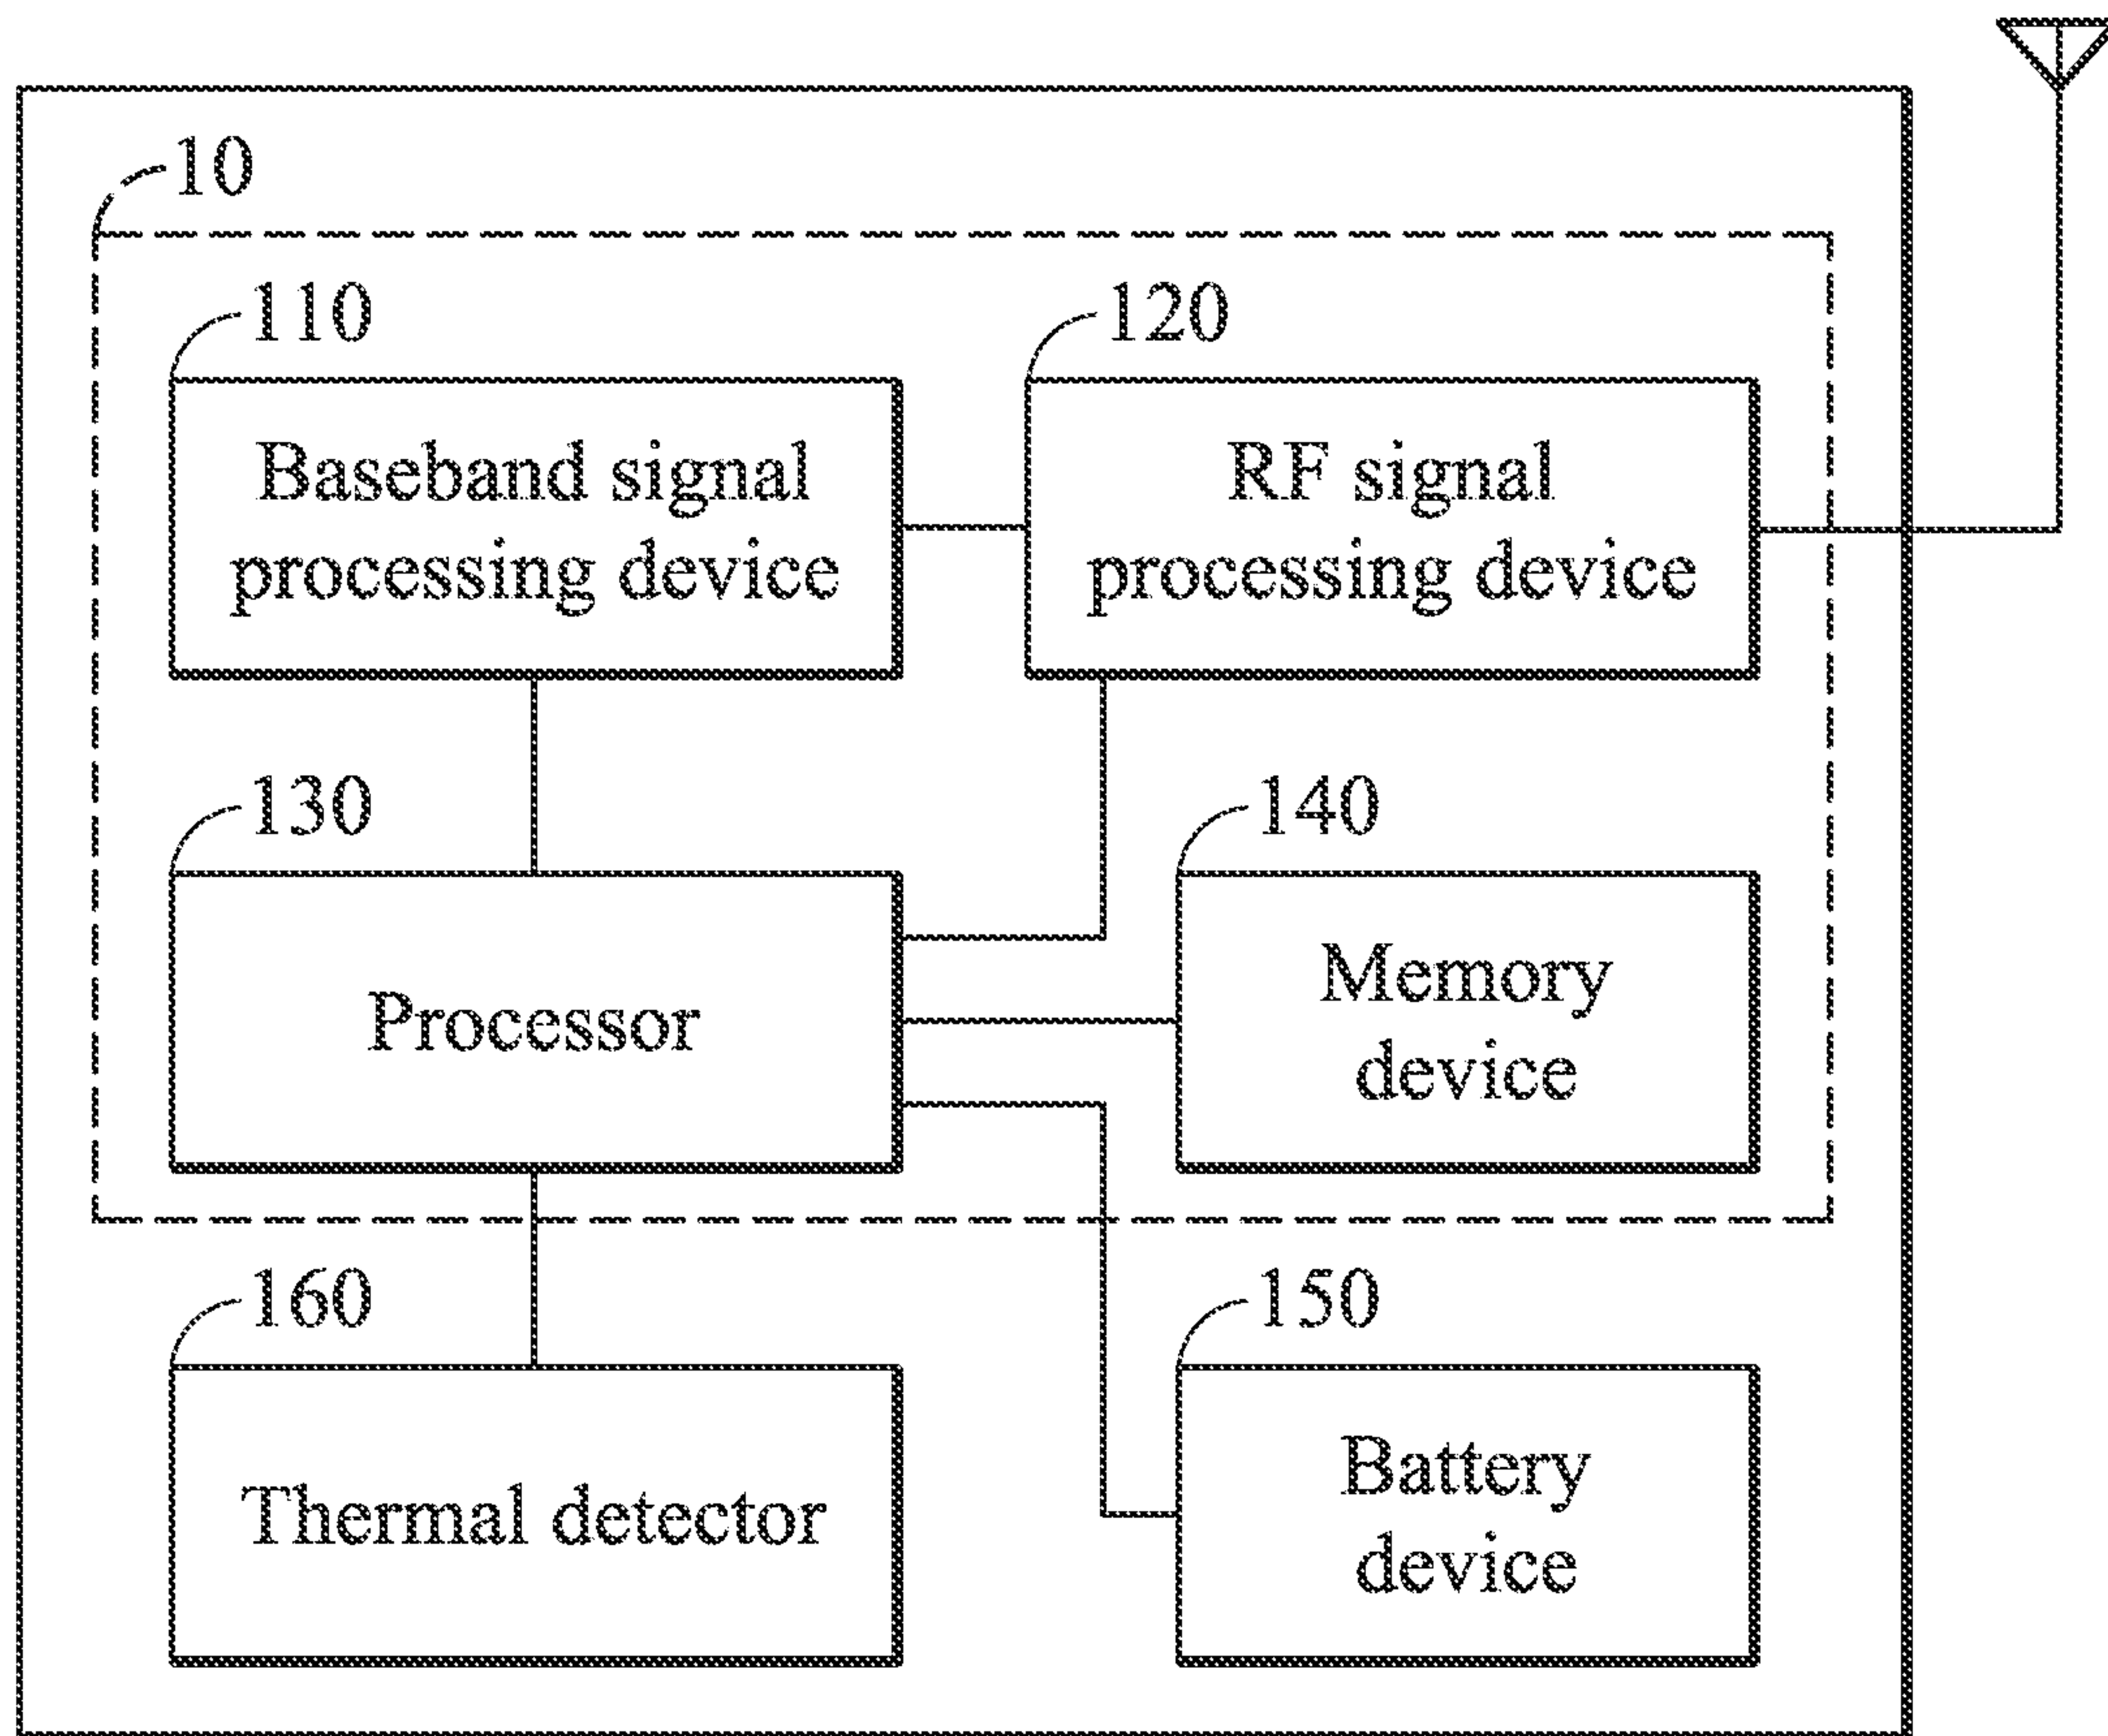 10
110
120
Baseband signal
processing device
RF signal
processing device
130
140
Processor
Memory
device
160
150
Thermal detector
Battery
device